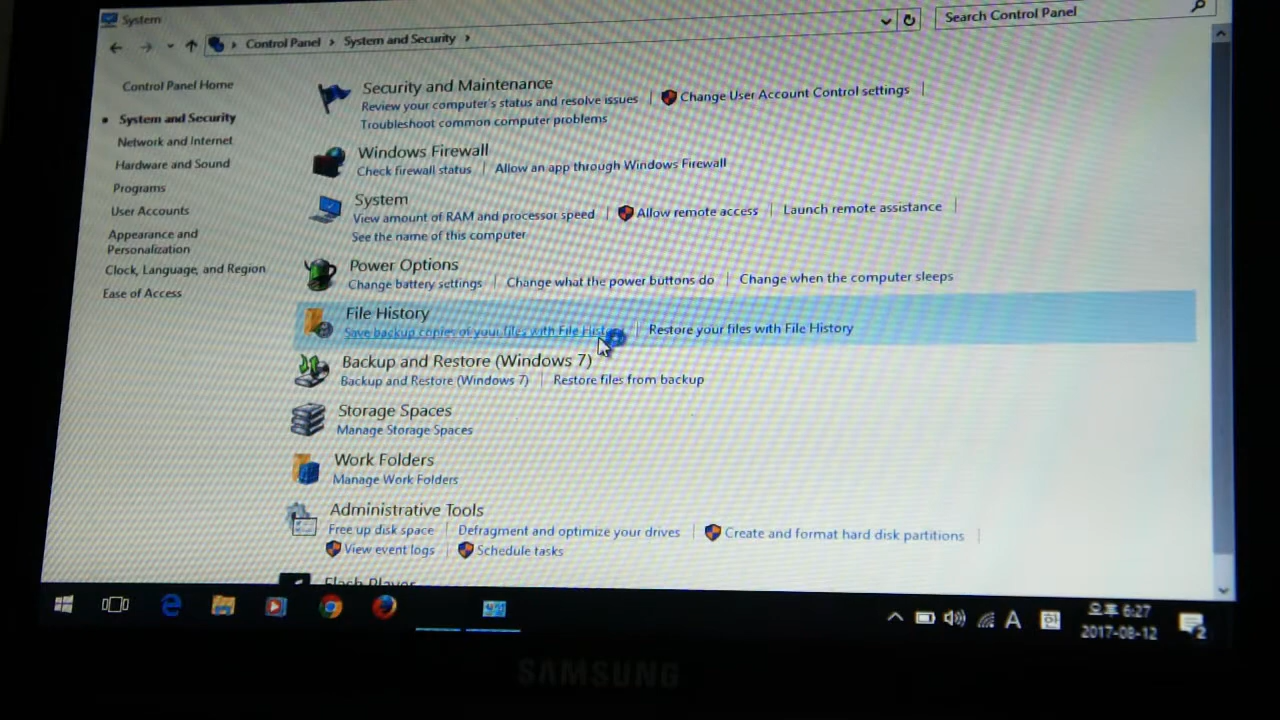 System
Control Panel > System and Security >
Search Control Panel
Control Panel Home
System and Security
Network and Internet
Hardware and Sound
Programs
User Accounts
Appearance and
Personalization
Clock, Language, and Region
Ease of Access
Security and Maintenance
Review your computer's status and resolve issues | Change User Account Control settings |
Troubleshoot common computer problems
Windows Firewall
Check firewall status | Allow an app through Windows Firewall
System
View amount of RAM and processor speed | Allow remote access | Launch remote assistance |
See the name of this computer
Power Options
Change battery settings | Change what the power buttons do | Change when the computer sleeps
File History
Save backup copies of your files with File History | Restore your files with File History
Backup and Restore (Windows 7)
Backup and Restore (Windows 7) | Restore files from backup
Storage Spaces
Manage Storage Spaces
Work Folders
Manage Work Folders
Administrative Tools
Free up disk space | Defragment and optimize your drives | Create and format hard disk partitions |
View event logs | Schedule tasks
Flash Player
A 한 오후 6:27
2017-08-12
2
SAMSUNG